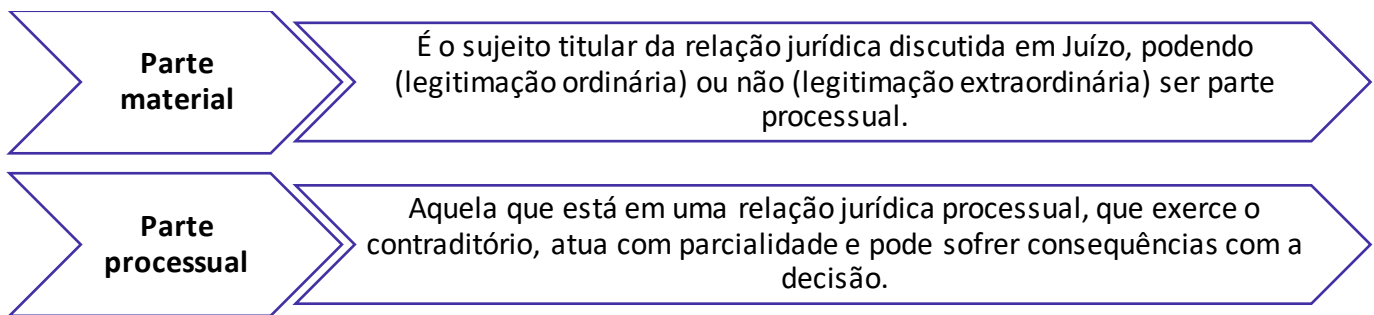 Parte
material
É o sujeito titular da relação jurídica discutida em Juízo, podendo
(legitimação ordinária) ou não (legitimação extraordinária) ser parte
processual.
Parte
processual
Aquela que está em uma relação jurídica processual, que exerce o
contraditório, atua com parcialidade e pode sofrer consequências com a
decisão.